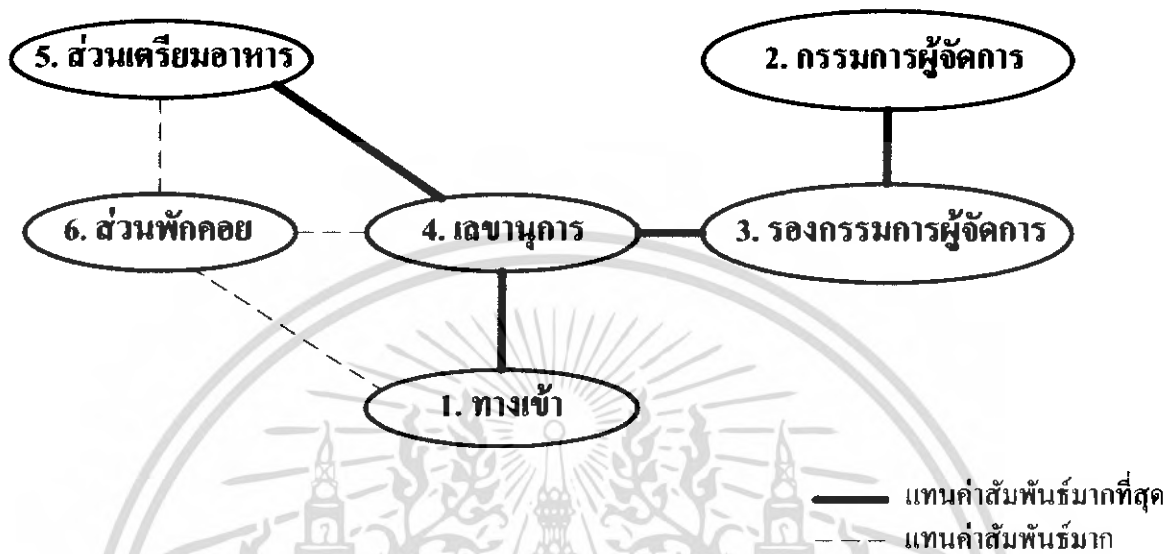 5. ส่วนเตรียมอาหาร
2. กรรมการผู้จัดการ
6. ส่วนพักคอย
4. เลขานุการ
3. รองกรรมการผู้จัดการ
1. ทางเข้า
แทนค่าสัมพันธ์มากที่สุด
แทนค่าสัมพันธ์มาก